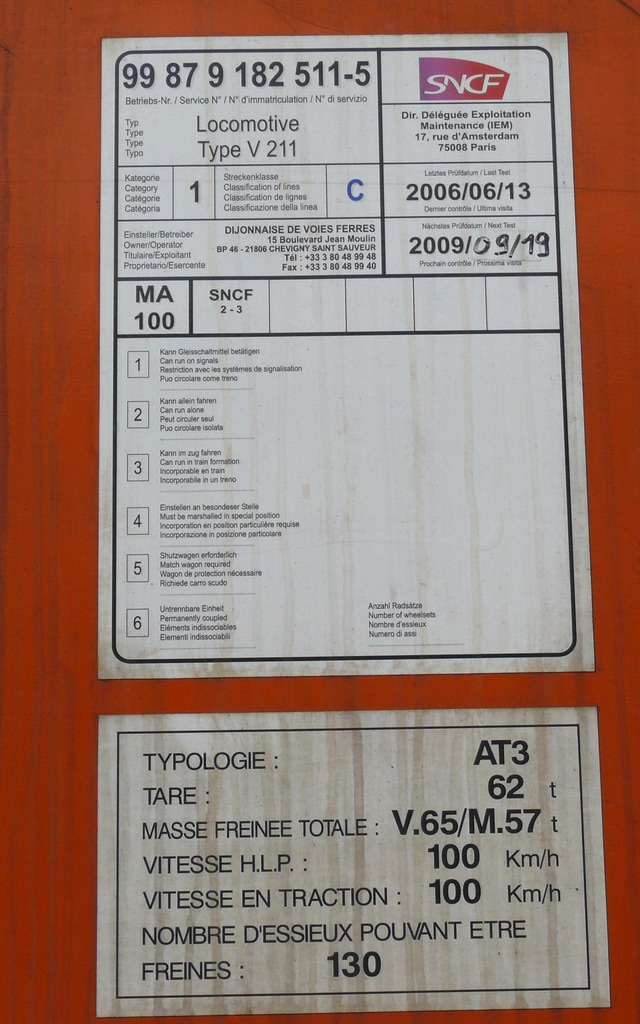 99 87 9 182 511-5
Betriebs-Nr. / Service N° / N° d'immatriculation / N° di servizio
Typ
Type
Type
Typo
Locomotive
Type V 211
SNCF
Dir. Déléguée Exploitation
Maintenance (IEM)
17, rue d'Amsterdam
75008 Paris
Kategorie
Category
Catégorie
Catégoria
1
Streckenklasse
Classification of lines
Classification de lignes
Classificazione della linea
C
Letztes Prüfdatum / Last Test
2006/06/13
Dernier contrôle / Ultima visita
Einsteller/Betreiber
Owner/Operator
Titulaire/Exploitant
Proprietario/Esercente
DIJONNAISE DE VOIES FERRES
15 Boulevard Jean Moulin
BP 46 - 21806 CHEVIGNY SAINT SAUVEUR
Tél : +33 3 80 48 99 48
Fax : +33 3 80 48 99 40
Nächstes Prüfdatum / Next Test
2009/09/19
Prochain contrôle / Prossima visita
MA
100
SNCF
2 - 3
1
Kann Gleisschaltmittel betätigen
Can run on signals
Restriction avec les systèmes de signalisation
Puo circolare come treno
2
Kann allein fahren
Can run alone
Peut circuler seul
Puo circolare isolata
3
Kann im zug fahren
Can run in train formation
Incorporable en train
Incorporabile in un treno
4
Einstellen an besondeser Stelle
Must be marshalled in special position
Incorporation en position particulière requise
Incorporazione in posizione particolare
5
Shutzwagen erforderlich
Match wagon required
Wagon de protection nécessaire
Richiede carro scudo
6
Untrennbare Einheit
Permanently coupled
Eléments indissociables
Elementi indissociabili
Anzahl Radsätze
Number of wheelsets
Nombre d'essieux
Numero di assi
TYPOLOGIE : AT3
TARE : 62 t
MASSE FREINEE TOTALE : V.65/M.57 t
VITESSE H.L.P. : 100 Km/h
VITESSE EN TRACTION : 100 Km/h
NOMBRE D'ESSIEUX POUVANT ETRE
FREINES : 130